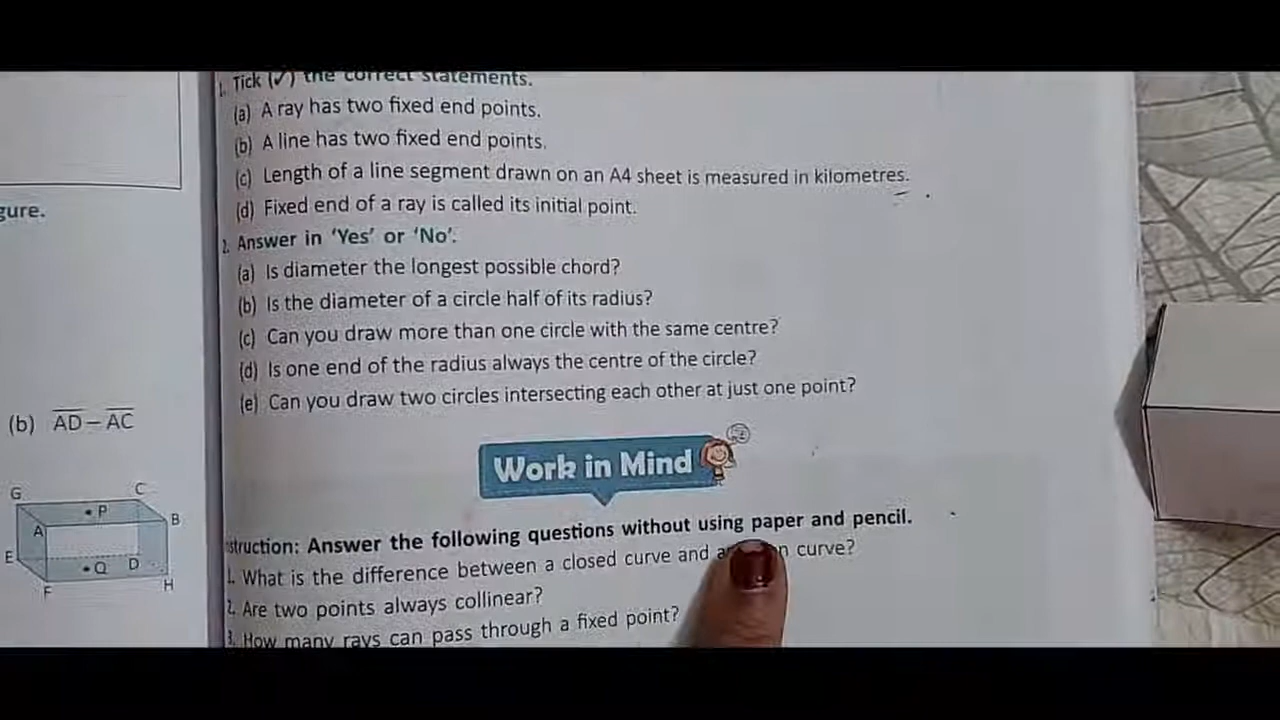 1. Tick (✓) the correct statements.
(a) A ray has two fixed end points.
(b) A line has two fixed end points.
(c) Length of a line segment drawn on an A4 sheet is measured in kilometres.
(d) Fixed end of a ray is called its initial point.
gure.
2. Answer in 'Yes' or 'No'.
(a) Is diameter the longest possible chord?
(b) Is the diameter of a circle half of its radius?
(c) Can you draw more than one circle with the same centre?
(d) Is one end of the radius always the centre of the circle?
(e) Can you draw two circles intersecting each other at just one point?
(b) AD – AC
G C
P
A B
E Q D
F H
Work in Mind
struction: Answer the following questions without using paper and pencil.
1. What is the difference between a closed curve and curve?
2. Are two points always collinear?
3. How many rays can pass through a fixed point?